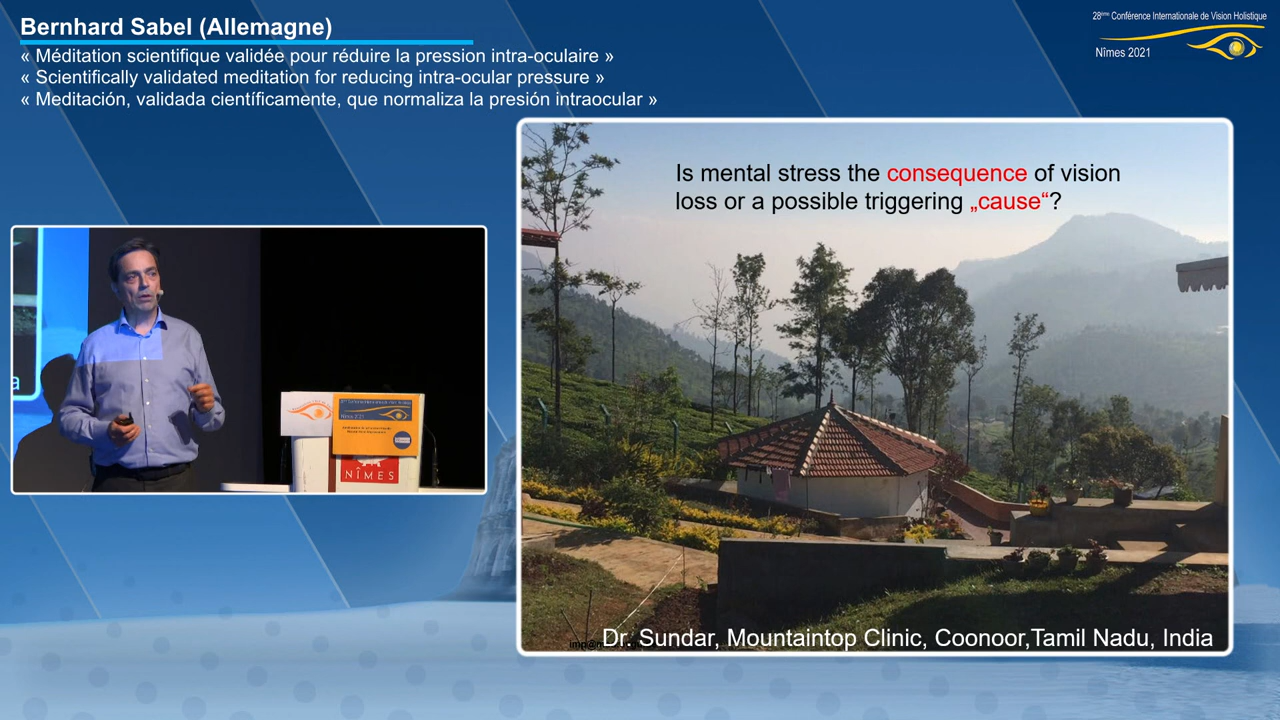 Bernhard Sabel (Allemagne)
« Méditation scientifique validée pour réduire la pression intra-oculaire »
« Scientifically validated meditation for reducing intra-ocular pressure »
« Meditación, validada científicamente, que normaliza la presión intraocular »
28ème Conférence Internationale de Vision Holistique
Nîmes 2021
Is mental stress the consequence of vision
loss or a possible triggering „cause“?
a
Nîmes 2021
NÎMES
Dr. Sundar, Mountaintop Clinic, Coonoor,Tamil Nadu, India